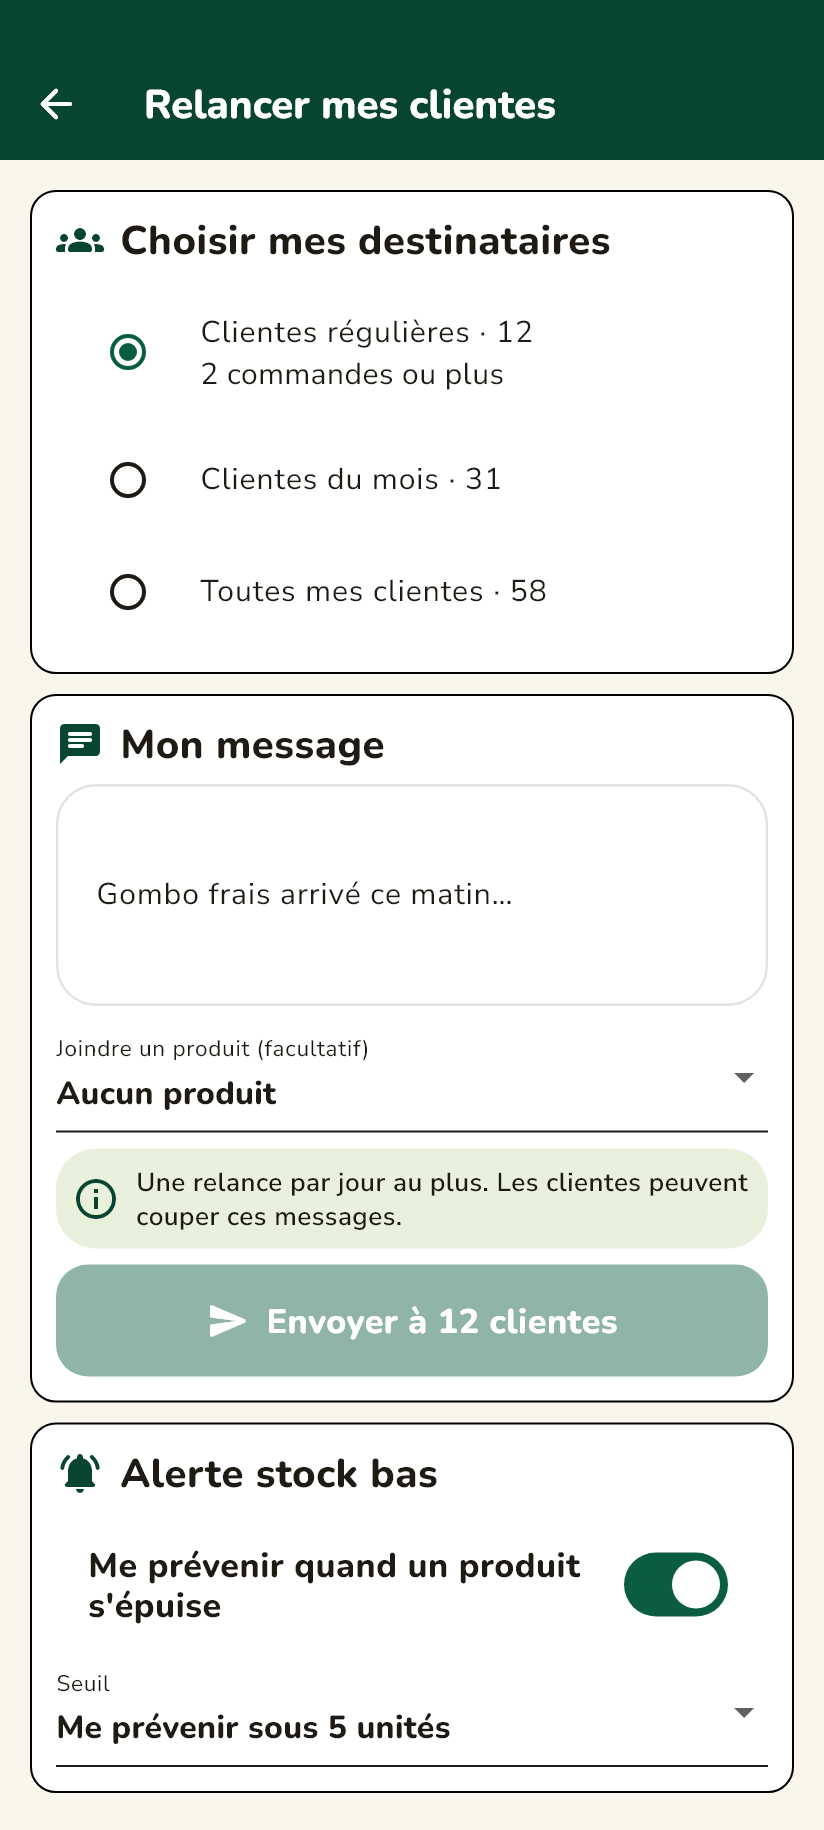 Relancer mes clientes
Choisir mes destinataires
Clientes régulières · 12
2 commandes ou plus
Clientes du mois · 31
Toutes mes clientes · 58
Mon message
Gombo frais arrivé ce matin…
Joindre un produit (facultatif)
Aucun produit
Une relance par jour au plus. Les clientes peuvent
couper ces messages.
Envoyer à 12 clientes
Alerte stock bas
Me prévenir quand un produit
s'épuise
Seuil
Me prévenir sous 5 unités